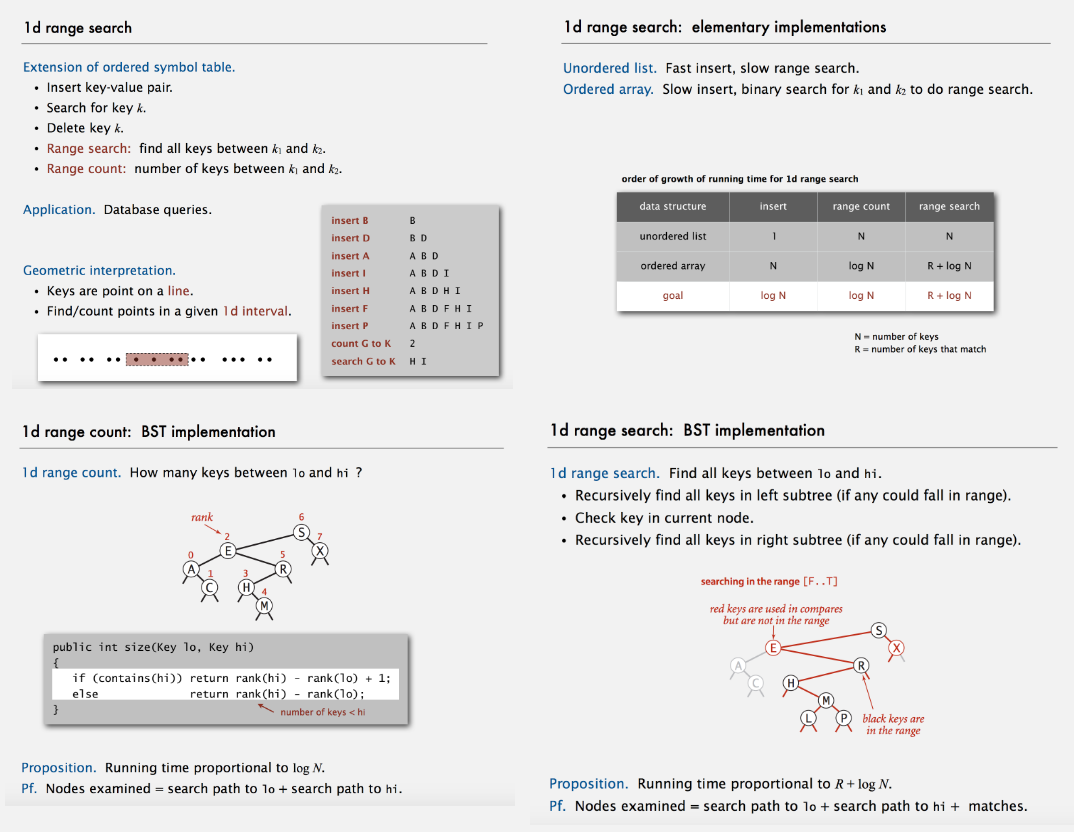 1d range search
Extension of ordered symbol table.
• Insert key-value pair.
• Search for key k.
• Delete key k.
• Range search: find all keys between k1 and k2.
• Range count: number of keys between k1 and k2.
Application. Database queries.
Geometric interpretation.
• Keys are point on a line.
• Find/count points in a given 1d interval.
insert B B
insert D B D
insert A A B D
insert I A B D I
insert H A B D H I
insert F A B D F H I
insert P A B D F H I P
count G to K 2
search G to K H I
1d range search: elementary implementations
Unordered list. Fast insert, slow range search.
Ordered array. Slow insert, binary search for k1 and k2 to do range search.
order of growth of running time for 1d range search
data structure insert range count range search
unordered list 1 N N
ordered array N log N R + log N
goal log N log N R + log N
N = number of keys
R = number of keys that match
1d range count: BST implementation
1d range count. How many keys between lo and hi ?
rank
6
S
2
7
E
X
0
5
A
R
1
3
C
H
4
M
public int size(Key lo, Key hi)
{
if (contains(hi)) return rank(hi) - rank(lo) + 1;
else return rank(hi) - rank(lo);
number of keys < hi
}
Proposition. Running time proportional to log N.
Pf. Nodes examined = search path to lo + search path to hi.
1d range search: BST implementation
1d range search. Find all keys between lo and hi.
• Recursively find all keys in left subtree (if any could fall in range).
• Check key in current node.
• Recursively find all keys in right subtree (if any could fall in range).
searching in the range [F..T]
red keys are used in compares
but are not in the range
S
E
X
A
R
C
H
M
L
P
black keys are
in the range
Proposition. Running time proportional to R + log N.
Pf. Nodes examined = search path to lo + search path to hi + matches.